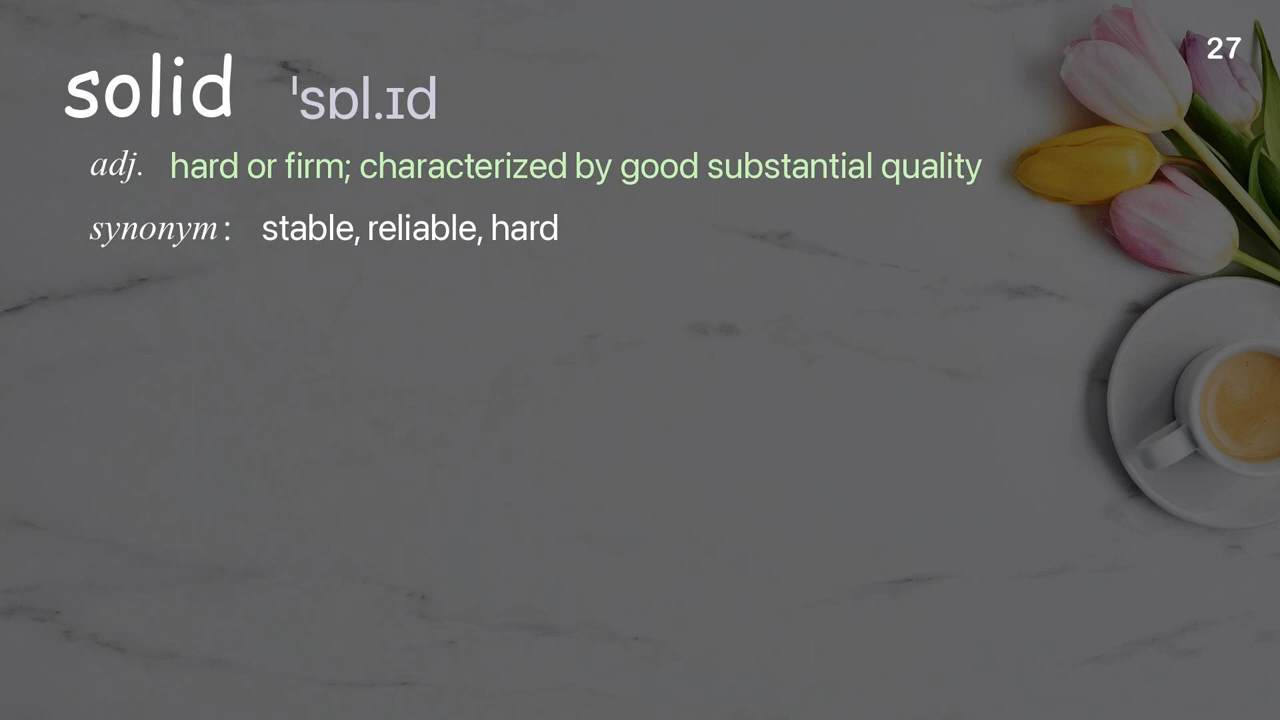 27
solid ˈsɒl.ɪd
adj. hard or firm; characterized by good substantial quality
synonym: stable, reliable, hard